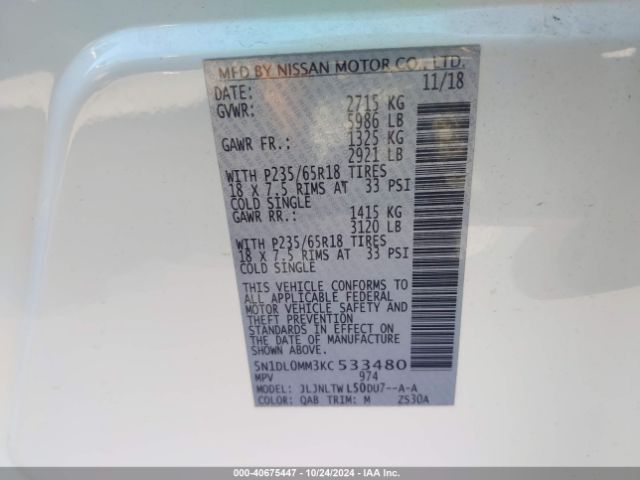 MFD BY NISSAN MOTOR CO., LTD.
DATE: 11/18
GVWR: 2715 KG
5986 LB
GAWR FR.: 1325 KG
2921 LB
WITH P235/65R18 TIRES
18 X 7.5 RIMS AT 33 PSI
COLD SINGLE
GAWR RR.: 1415 KG
3120 LB
WITH P235/65R18 TIRES
18 X 7.5 RIMS AT 33 PSI
COLD SINGLE
THIS VEHICLE CONFORMS TO
ALL APPLICABLE FEDERAL
MOTOR VEHICLE SAFETY AND
THEFT PREVENTION
STANDARDS IN EFFECT ON
THE DATE OF MANUFACTURE
SHOWN ABOVE.
5N1DL0MM3KC533480
MPV 974
MODEL: JLJNLTWL50DU7--A-A
COLOR: QAB TRIM: M ZS30A
000-40675447 - 10/24/2024 - IAAI.com